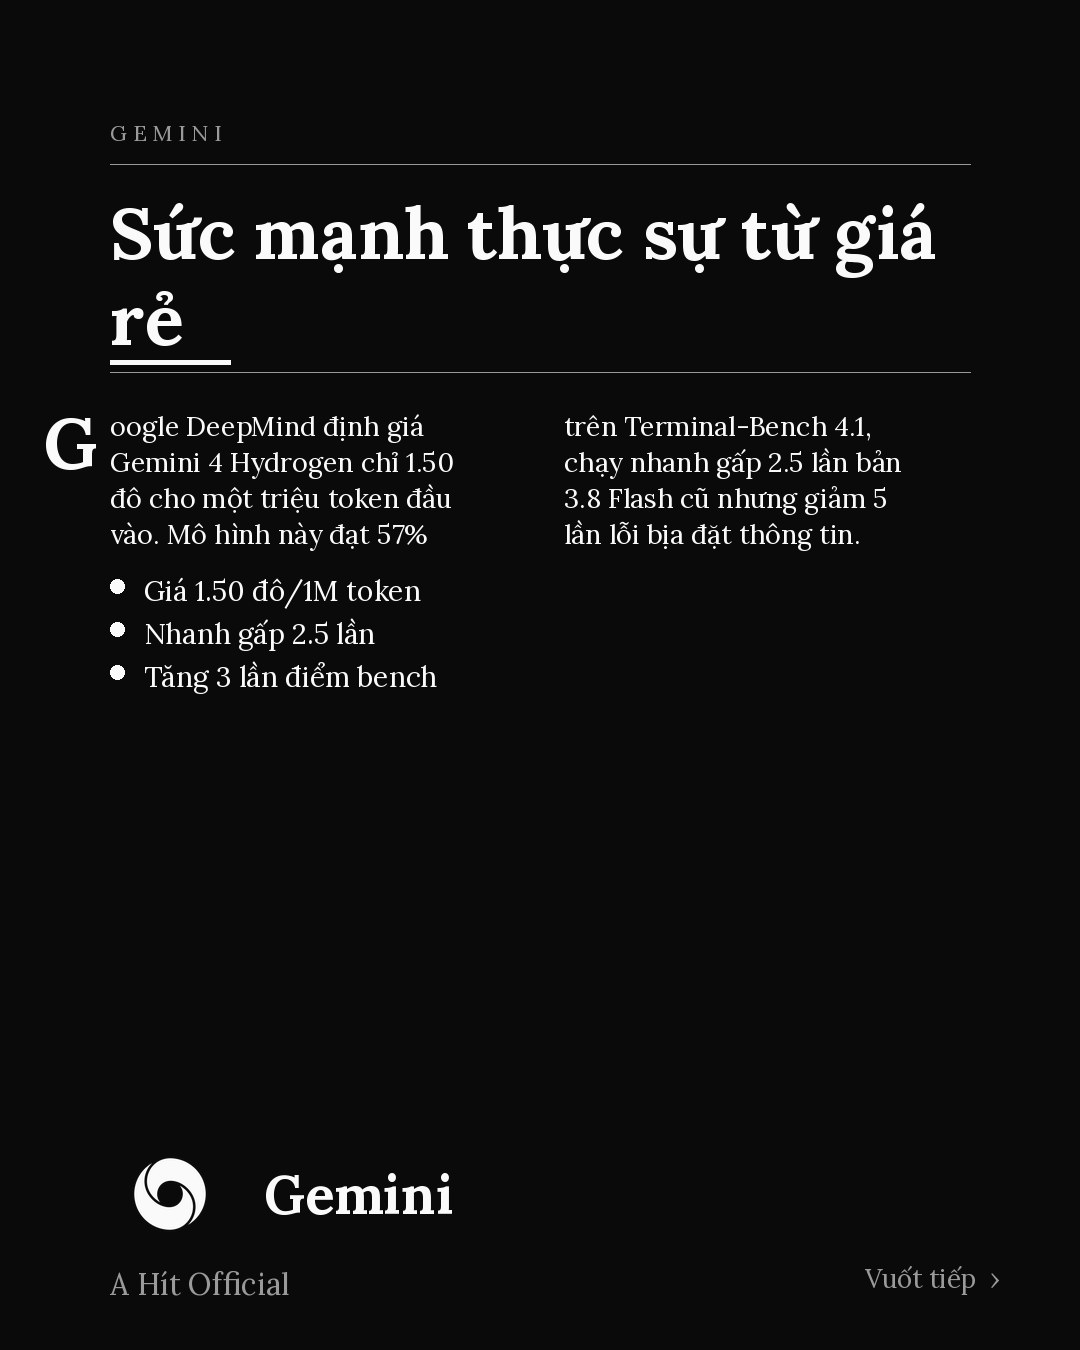 GEMINI
Sức mạnh thực sự từ giá
rẻ
Google DeepMind định giá
Gemini 4 Hydrogen chỉ 1.50
đô cho một triệu token đầu
vào. Mô hình này đạt 57%
trên Terminal-Bench 4.1,
chạy nhanh gấp 2.5 lần bản
3.8 Flash cũ nhưng giảm 5
lần lỗi bịa đặt thông tin.
Giá 1.50 đô/1M token
Nhanh gấp 2.5 lần
Tăng 3 lần điểm bench
Gemini
A Hít Official
Vuốt tiếp ›